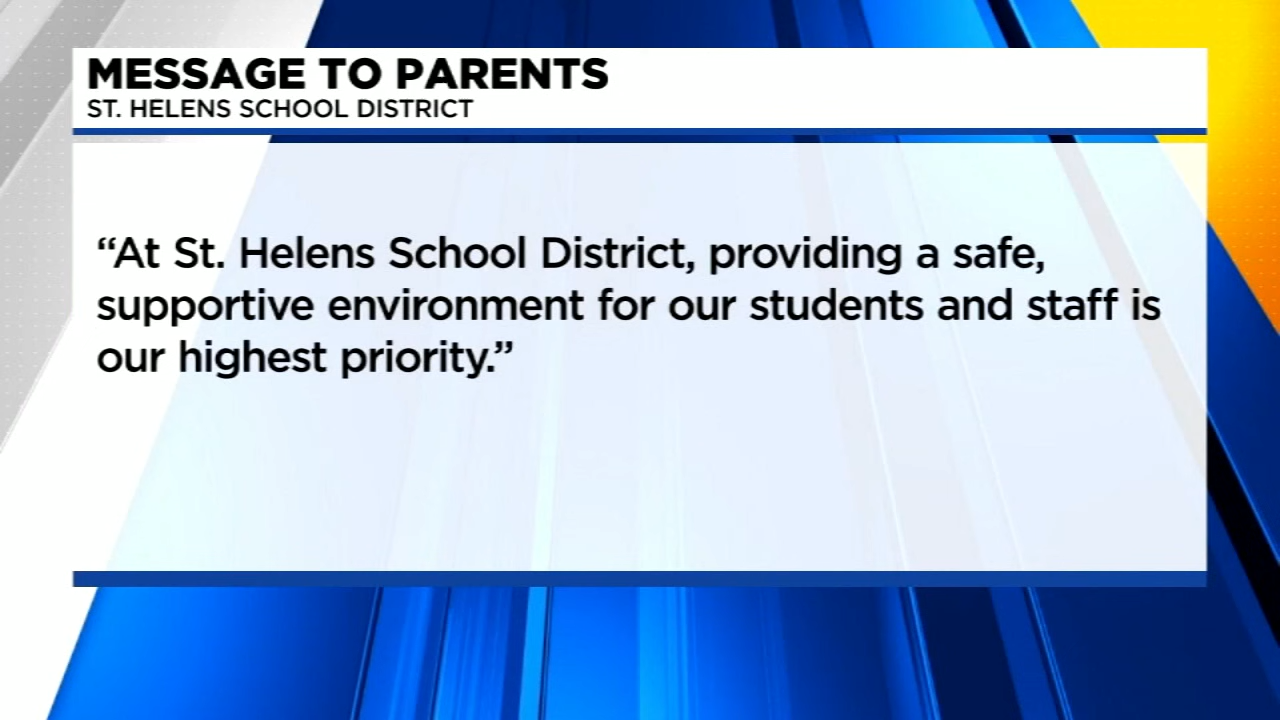 MESSAGE TO PARENTS
ST. HELENS SCHOOL DISTRICT
“At St. Helens School District, providing a safe,
supportive environment for our students and staff is
our highest priority.”